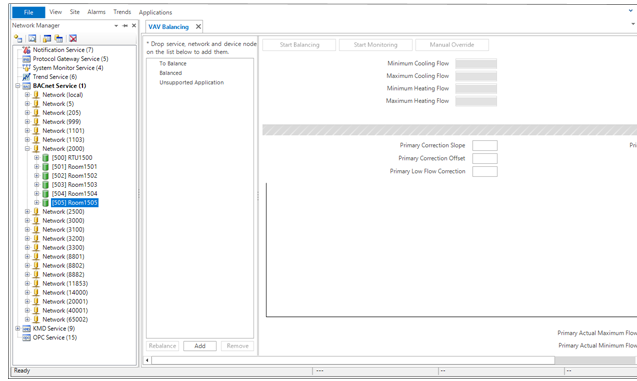 File View Site Alarms Trends Applications
Network Manager
VAV Balancing
Notification Service (7)
Protocol Gateway Service (5)
System Monitor Service (4)
Trend Service (6)
BACnet Service (1)
Network (local)
Network (5)
Network (205)
Network (999)
Network (1101)
Network (1103)
Network (2000)
[500] RTU1500
[501] Room1501
[502] Room1502
[503] Room1503
[504] Room1504
[505] Room1505
Network (2500)
Network (3000)
Network (3100)
Network (3200)
Network (3300)
Network (8801)
Network (8802)
Network (8882)
Network (11853)
Network (14000)
Network (20001)
Network (40001)
Network (65002)
KMD Service (9)
OPC Service (15)
* Drop service, network and device node
on the list below to add them.
To Balance
Balanced
Unsupported Application
Rebalance Add Remove
Start Balancing Start Monitoring Manual Override
Minimum Cooling Flow
Maximum Cooling Flow
Minimum Heating Flow
Maximum Heating Flow
Primary Correction Slope Pri
Primary Correction Offset
Primary Low Flow Correction
Primary Actual Maximum Flow
Primary Actual Minimum Flow
Ready --- -- --